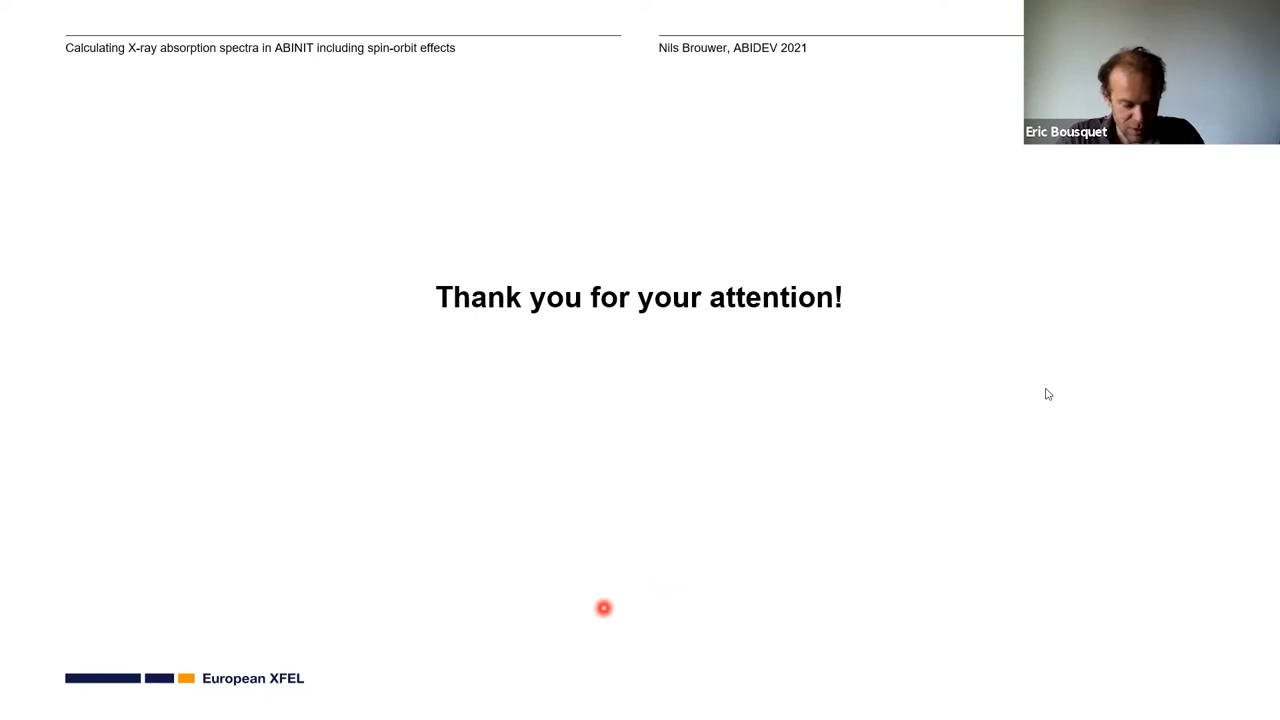 Calculating X-ray absorption spectra in ABINIT including spin-orbit effects
Nils Brouwer, ABIDEV 2021
Eric Bousquet
Thank you for your attention!
European XFEL